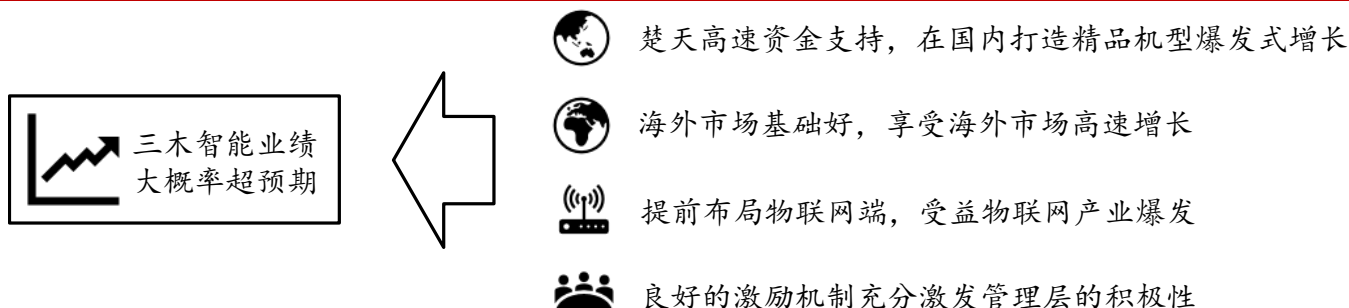 楚天高速资金支持，在国内打造精品机型爆发式增长
海外市场基础好，享受海外市场高速增长
三木智能业绩
大概率超预期
提前布局物联网端，受益物联网产业爆发
良好的激励机制充分激发管理层的积极性